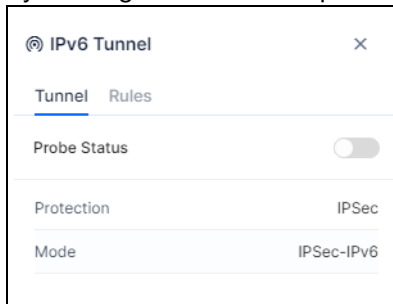 IPv6 Tunnel
Tunnel Rules
Probe Status
Protection IPSec
Mode IPSec-IPv6